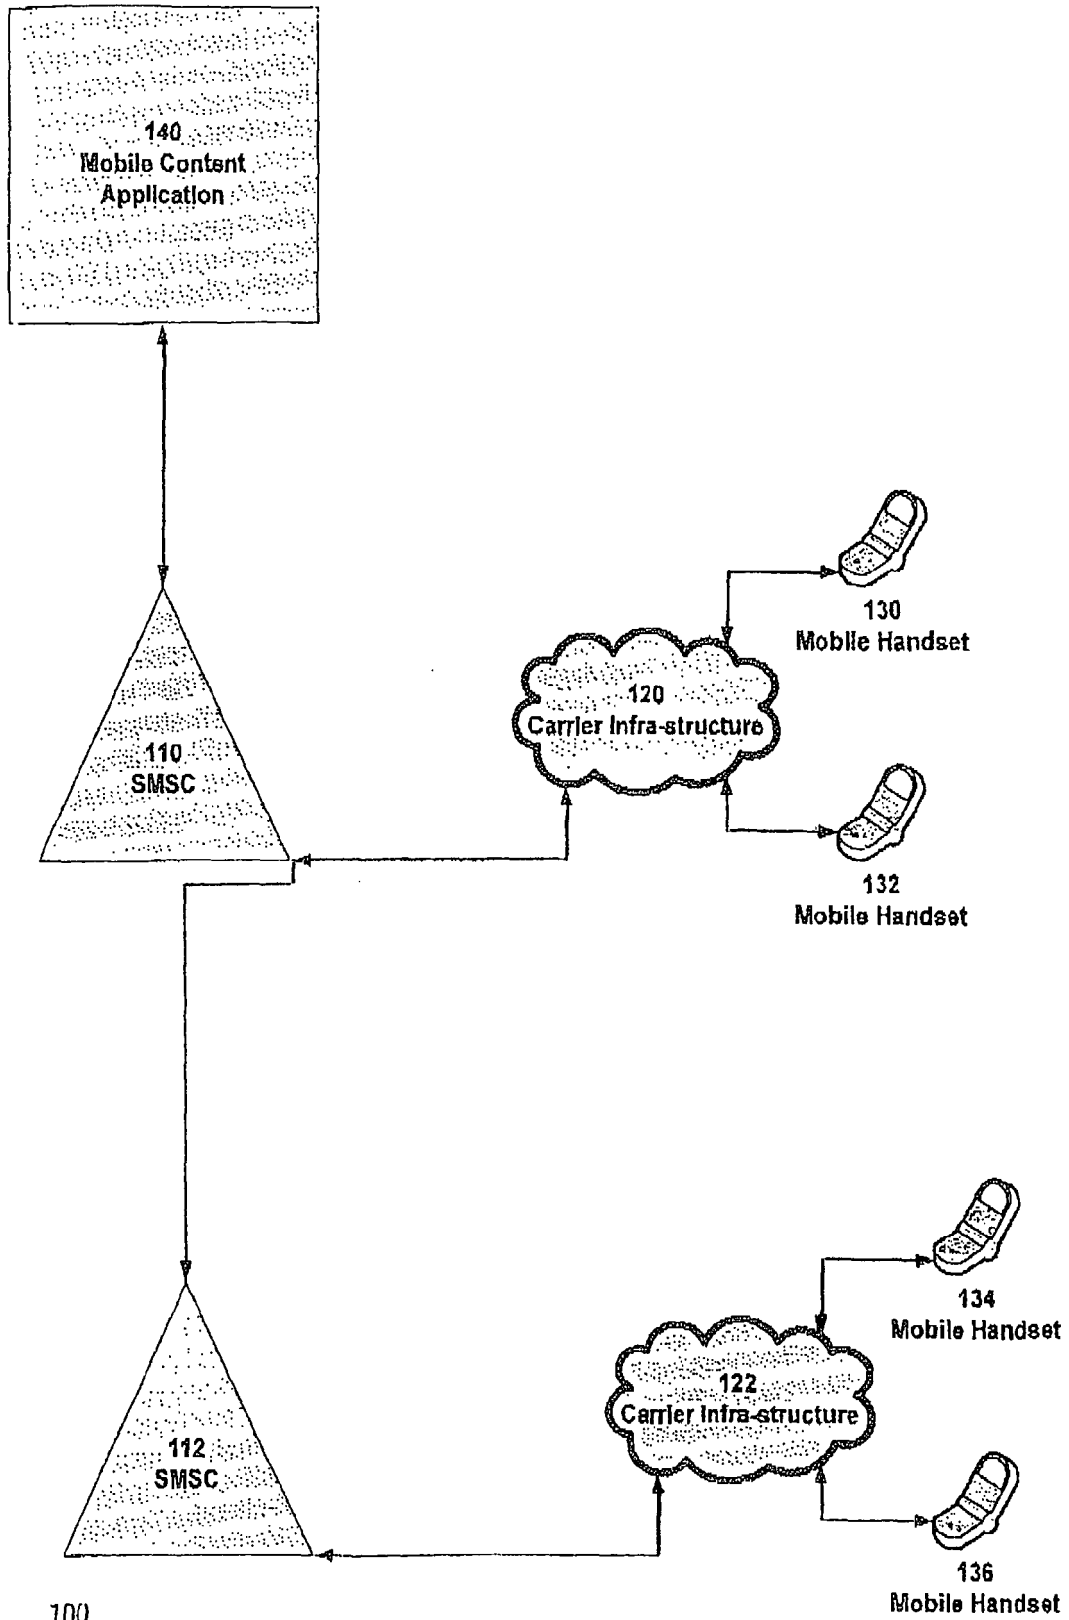 140
Mobile Content
Application
130
Mobile Handset
120
Carrier Infra-structure
110
SMSC
132
Mobile Handset
134
Mobile Handset
122
Carrier Infra-structure
112
SMSC
136
Mobile Handset
100